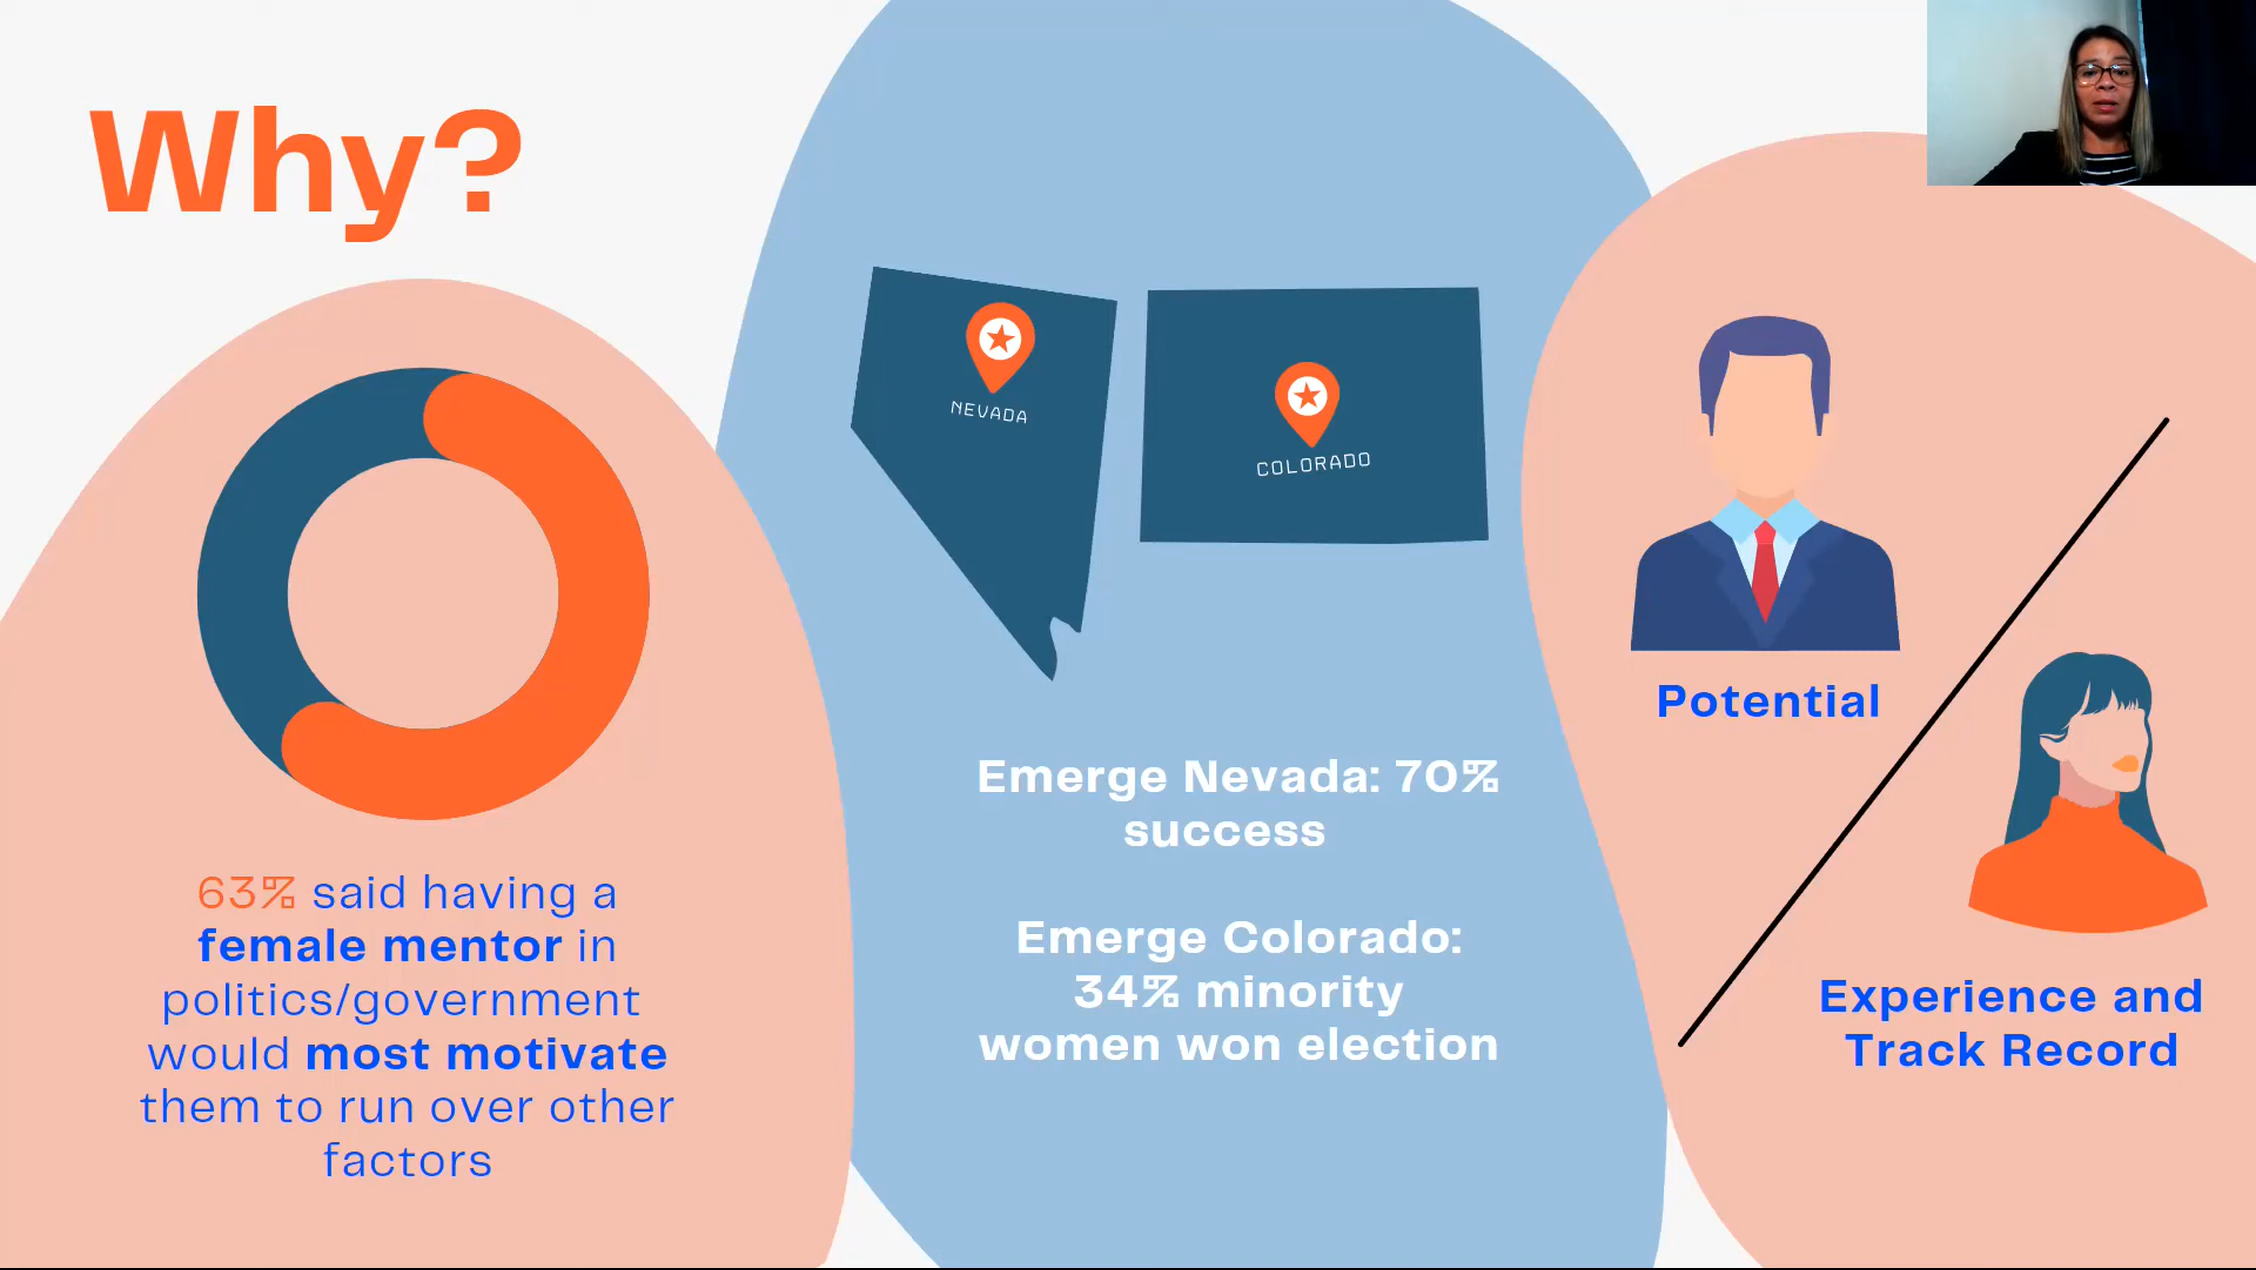 Why?
63% said having a
female mentor in
politics/government
would most motivate
them to run over other
factors
NEVADA
COLORADO
Emerge Nevada: 70%
success
Emerge Colorado:
34% minority
women won election
Potential
Experience and
Track Record